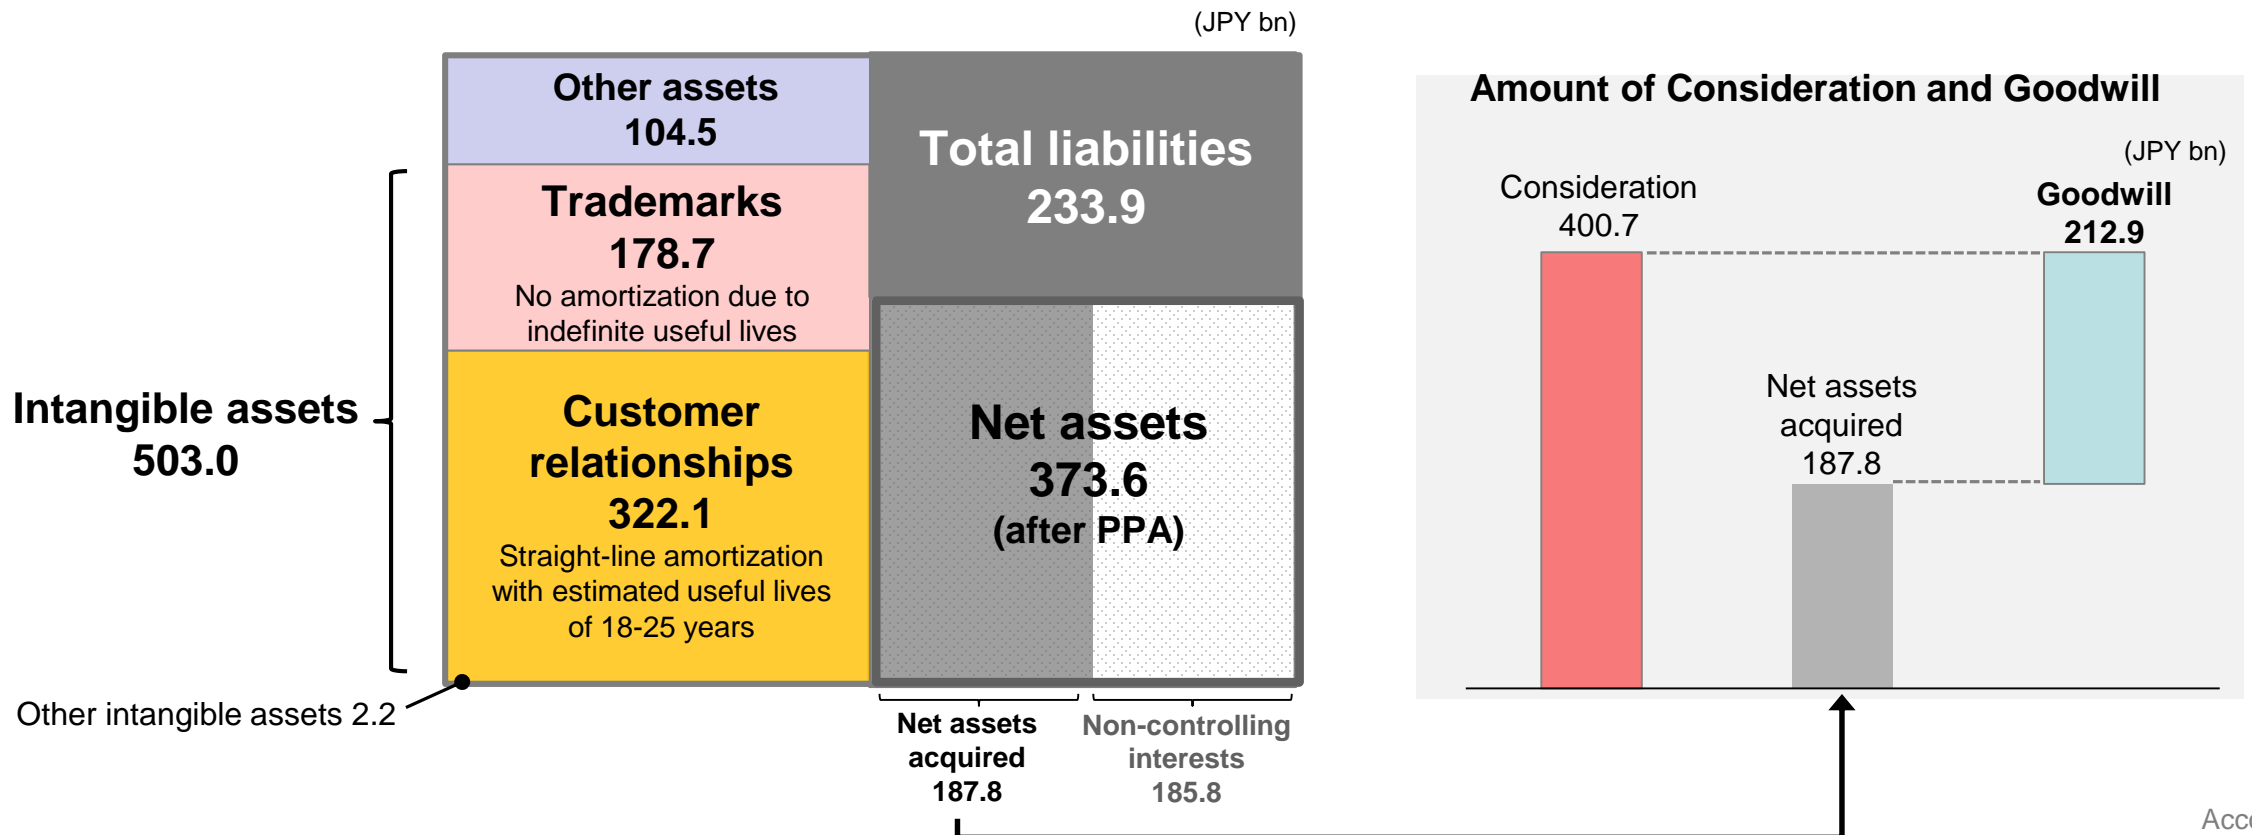 (JPY bn)
Other assets
104.5
Trademarks
178.7
No amortization due to
indefinite useful lives
Customer
relationships
322.1
Straight-line amortization
with estimated useful lives
of 18-25 years
Intangible assets
503.0
Other intangible assets 2.2
Total liabilities
233.9
Net assets
373.6
(after PPA)
Net assets
acquired
187.8
Non-controlling
interests
185.8
Amount of Consideration and Goodwill
(JPY bn)
Consideration
400.7
Net assets
acquired
187.8
Goodwill
212.9